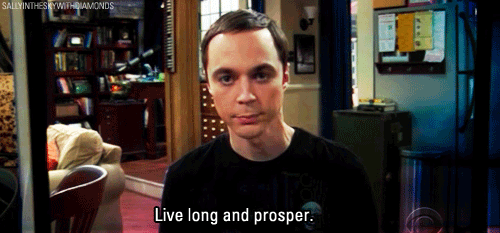 SALLYINTHESKYWITHDIAMONDS
Live long and prosper.